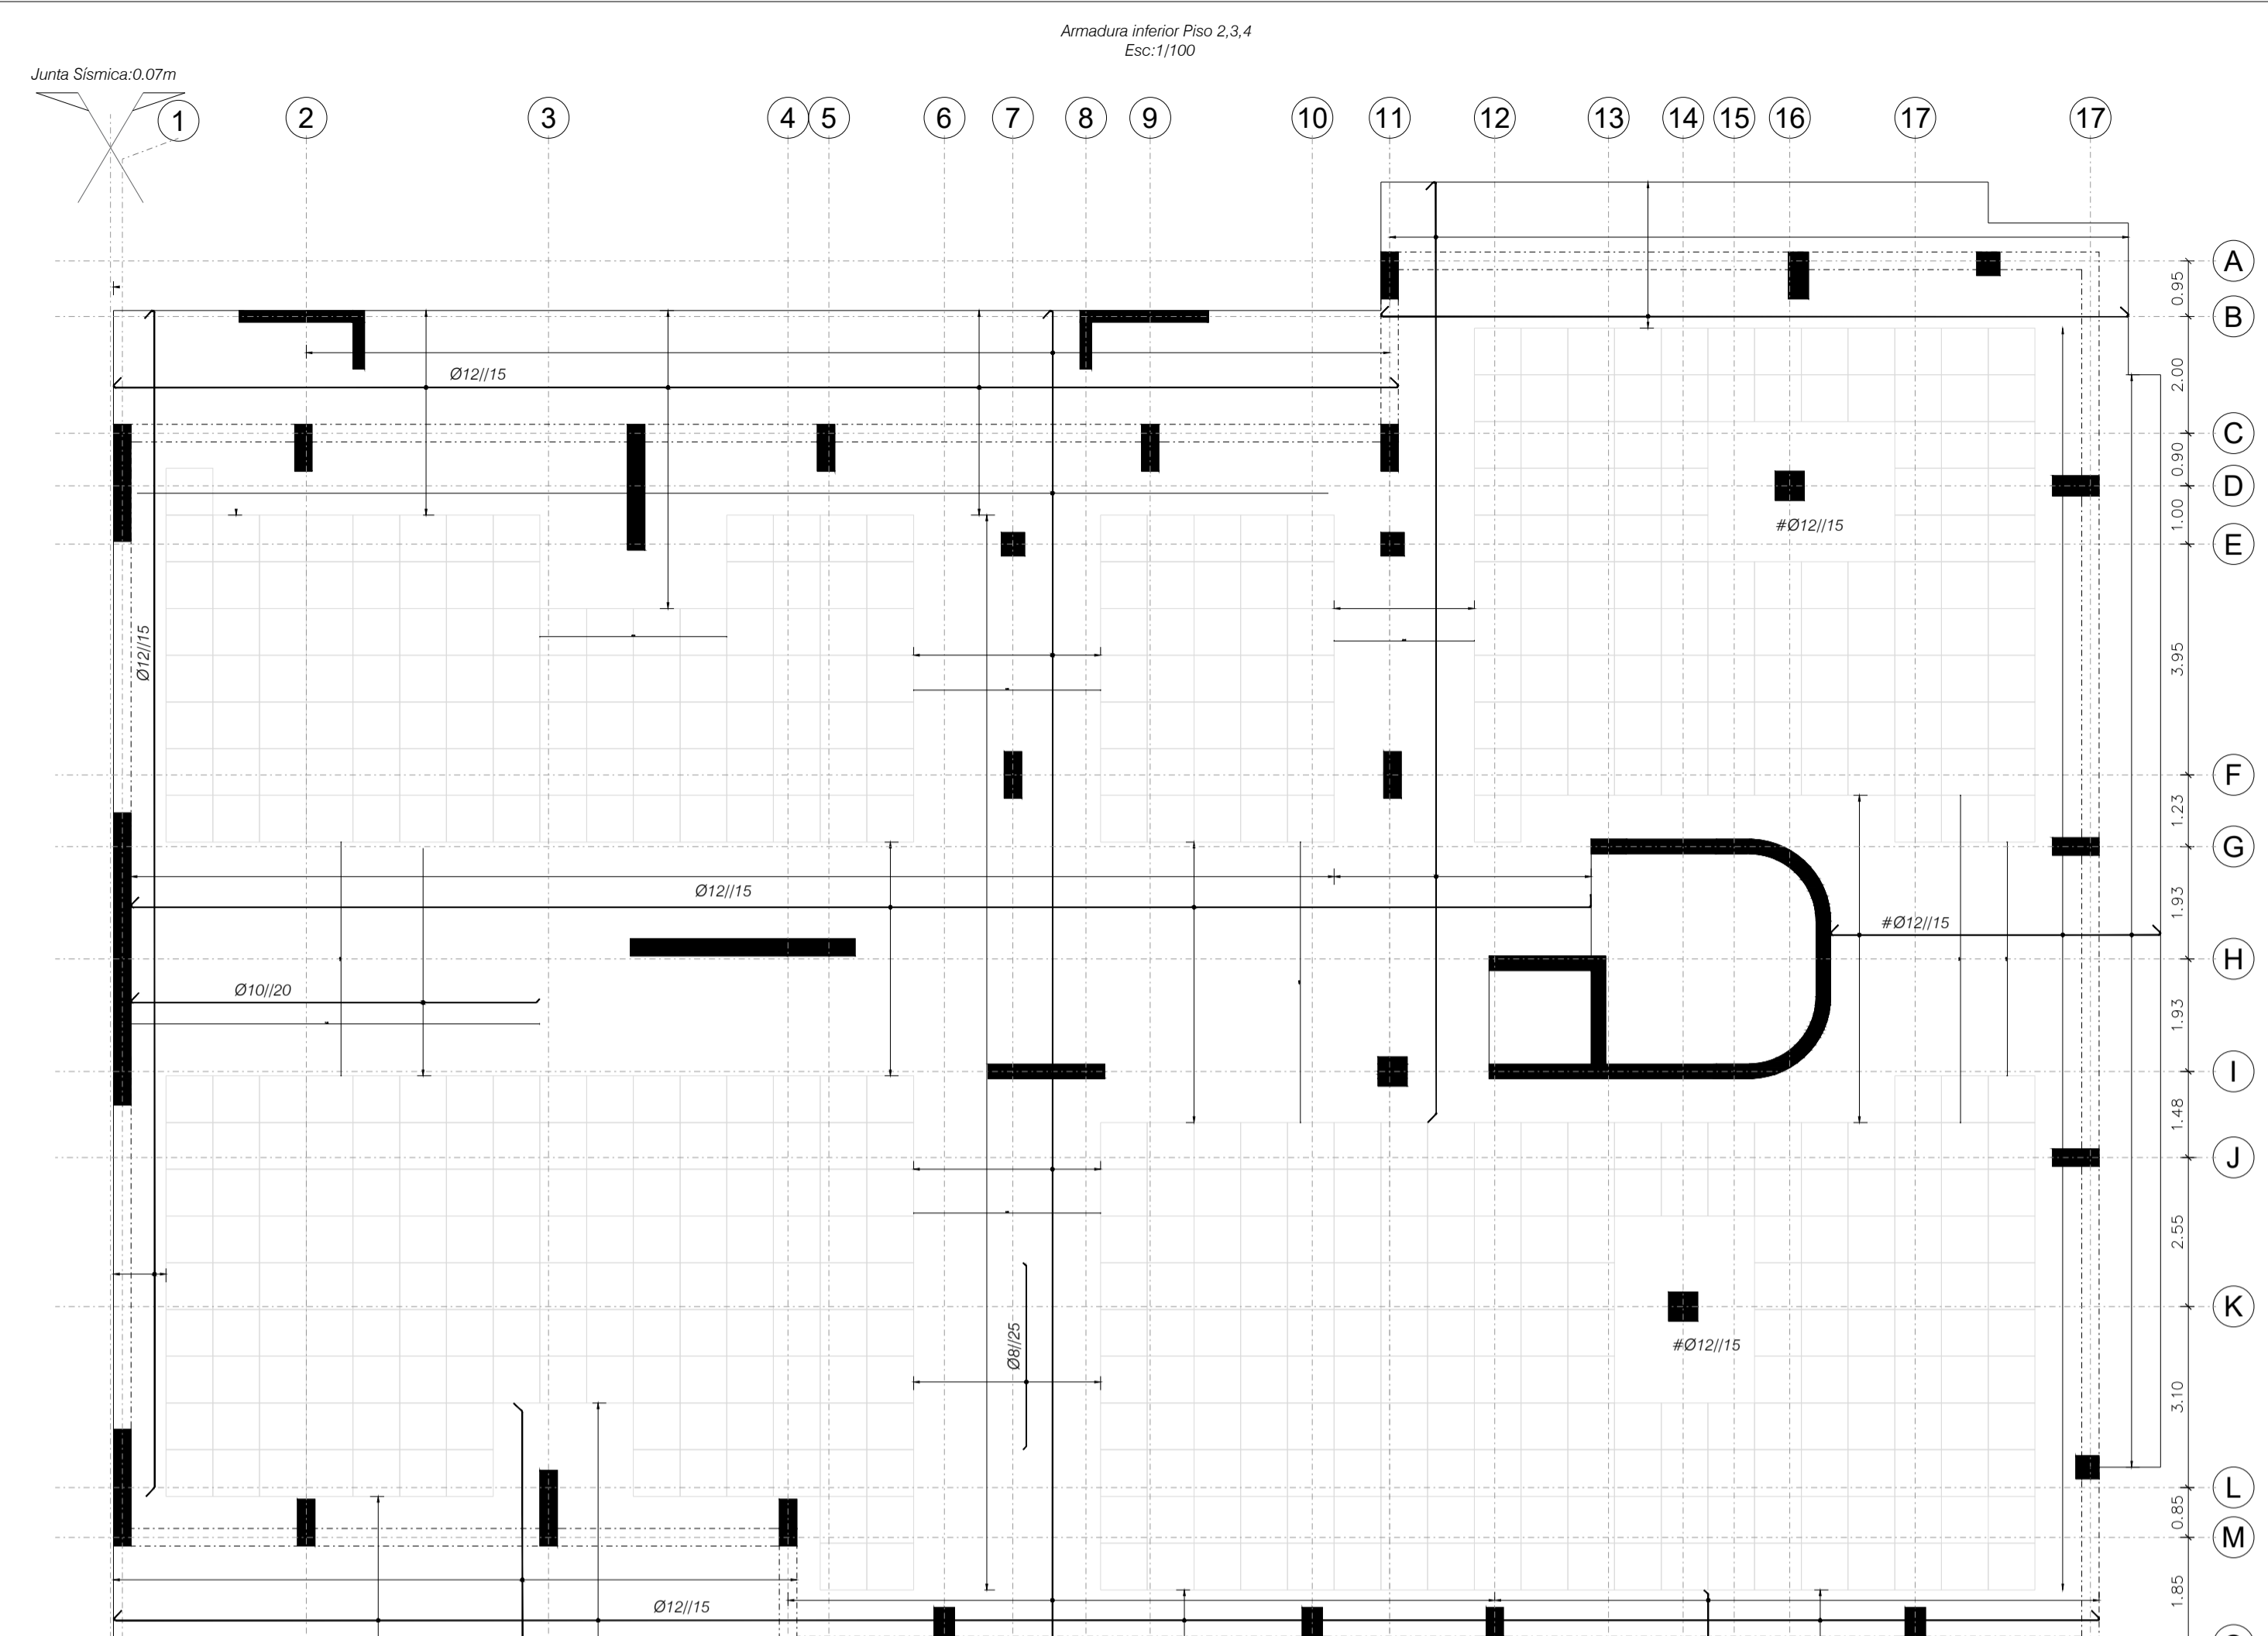 Armadura inferior Piso 2,3,4
Esc:1/100
Junta Sísmica:0.07m
1 2 3 4 5 6 7 8 9 10 11 12 13 14 15 16 17 17
A
0.95
B
Ø12//15
2.00
C
0.90
D
#Ø12//15
1.00
E
Ø12//15
3.95
F
1.23
G
Ø12//15
1.93
#Ø12//15
H
Ø10//20
1.93
I
1.48
J
2.55
K
Ø8//25
#Ø12//15
3.10
L
0.85
M
1.85
Ø12//15